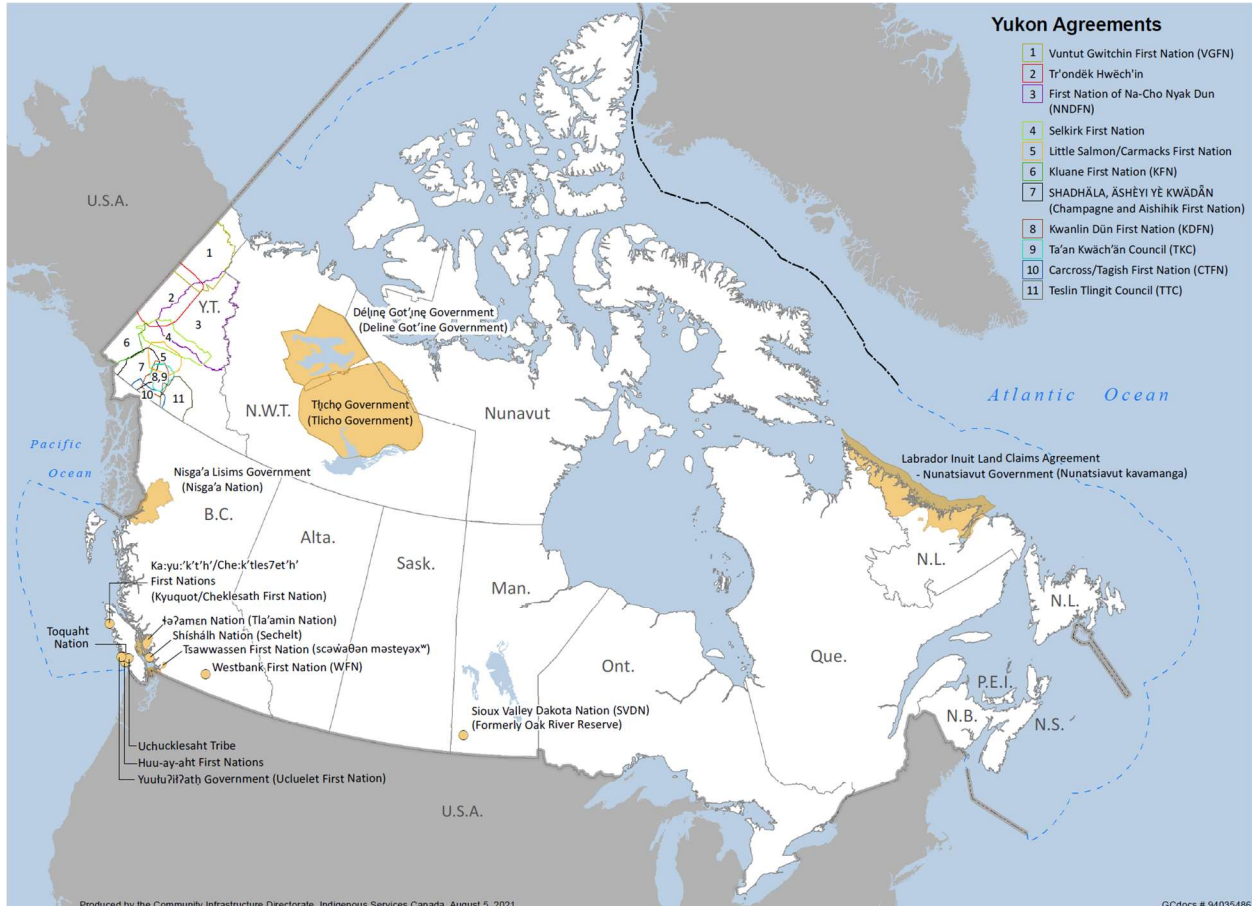 Yukon Agreements
1 Vuntut Gwitchin First Nation (VGFN)
2 Tr'ondëk Hwëch'in
3 First Nation of Na-Cho Nyak Dun
(NNDFN)
4 Selkirk First Nation
5 Little Salmon/Carmacks First Nation
6 Kluane First Nation (KFN)
7 SHADHÄLA, ÄSHÈYI YÈ KWÄDÂN
(Champagne and Aishihik First Nation)
8 Kwanlin Dün First Nation (KDFN)
9 Ta'an Kwäch'än Council (TKC)
10 Carcross/Tagish First Nation (CTFN)
11 Teslin Tlingit Council (TTC)
U.S.A.
1
2
Y.T.
3
4
6
5
7
8,9
10
11
Délı̨nę Got'ı̨nę Government
(Deline Got'ine Government)
N.W.T.
Tłı̨chǫ Government
(Tlicho Government)
Nunavut
Atlantic Ocean
Pacific
Ocean
Nisga'a Lisims Government
(Nisga'a Nation)
B.C.
Alta.
Sask.
Man.
Ont.
Que.
Labrador Inuit Land Claims Agreement
- Nunatsiavut Government (Nunatsiavut kavamanga)
N.L.
N.L.
P.E.I.
N.B.
N.S.
Ka:yu:'k't'h'/Che:k'tles7et'h'
First Nations
(Kyuquot/Cheklesath First Nation)
Toquaht
Nation
ɬəʔamɛn Nation (Tla'amin Nation)
Shíshálh Nation (Sechelt)
Tsawwassen First Nation (scəw̓aθən məsteyəxʷ)
Westbank First Nation (WFN)
Sioux Valley Dakota Nation (SVDN)
(Formerly Oak River Reserve)
Uchucklesaht Tribe
Huu-ay-aht First Nations
Yuułuʔiłʔatḥ Government (Ucluelet First Nation)
U.S.A.
Produced by the Community Infrastructure Directorate, Indigenous Services Canada, August 5, 2021
GCdocs # 94035486